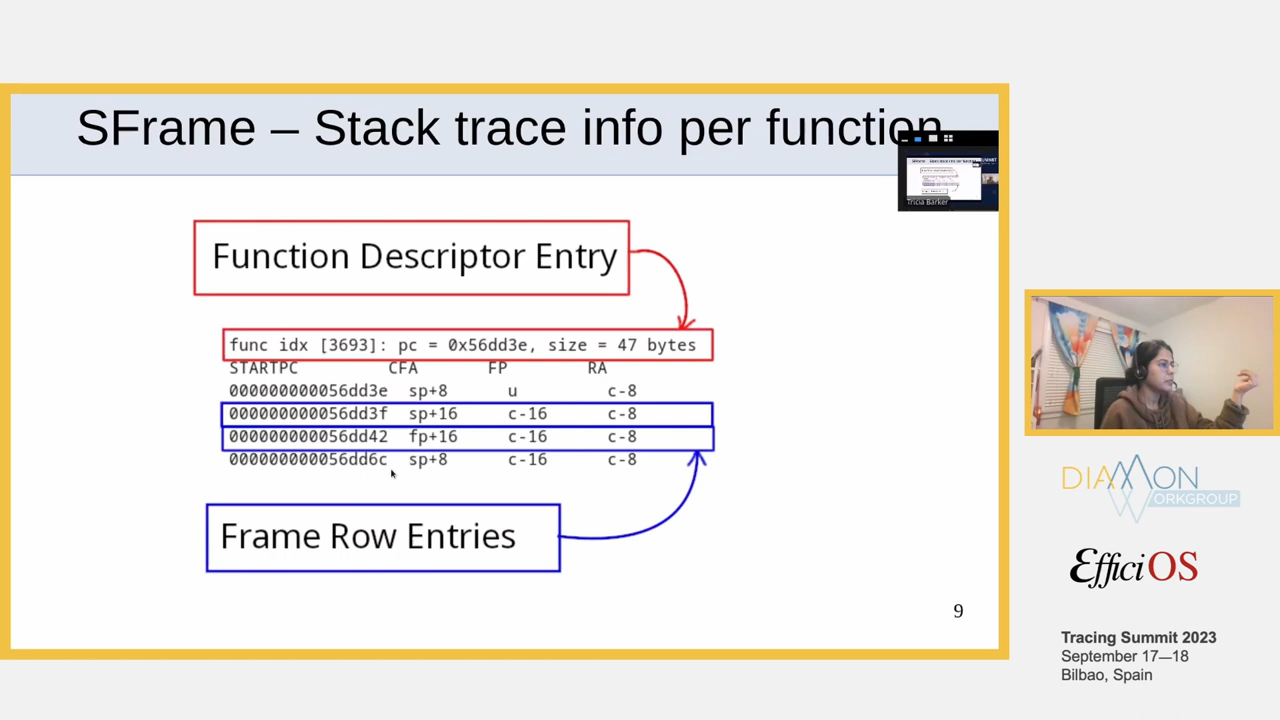 SFrame – Stack trace info per function
Tricia Barker
Function Descriptor Entry
func idx [3693]: pc = 0x56dd3e, size = 47 bytes
STARTPC CFA FP RA
000000000056dd3e sp+8 u c-8
000000000056dd3f sp+16 c-16 c-8
000000000056dd42 fp+16 c-16 c-8
000000000056dd6c sp+8 c-16 c-8
Frame Row Entries
9
DIAMON
WORKGROUP
EfficiOS
Tracing Summit 2023
September 17—18
Bilbao, Spain